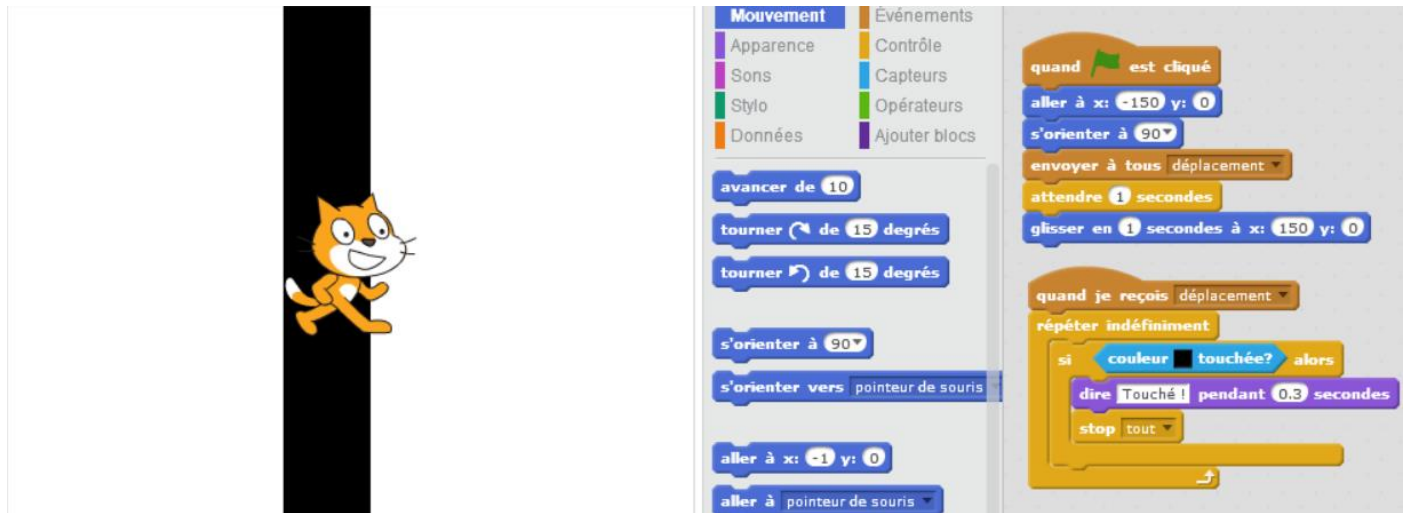 Mouvement
Événements
Apparence
Contrôle
Sons
Capteurs
Stylo
Opérateurs
Données
Ajouter blocs
avancer de 10
tourner de 15 degrés
tourner de 15 degrés
s'orienter à 90
s'orienter vers pointeur de souris
aller à x: -1 y: 0
aller à pointeur de souris
quand est cliqué
aller à x: -150 y: 0
s'orienter à 90
envoyer à tous déplacement
attendre 1 secondes
glisser en 1 secondes à x: 150 y: 0
quand je reçois déplacement
répéter indéfiniment
si couleur touchée? alors
dire Touché ! pendant 0.3 secondes
stop tout